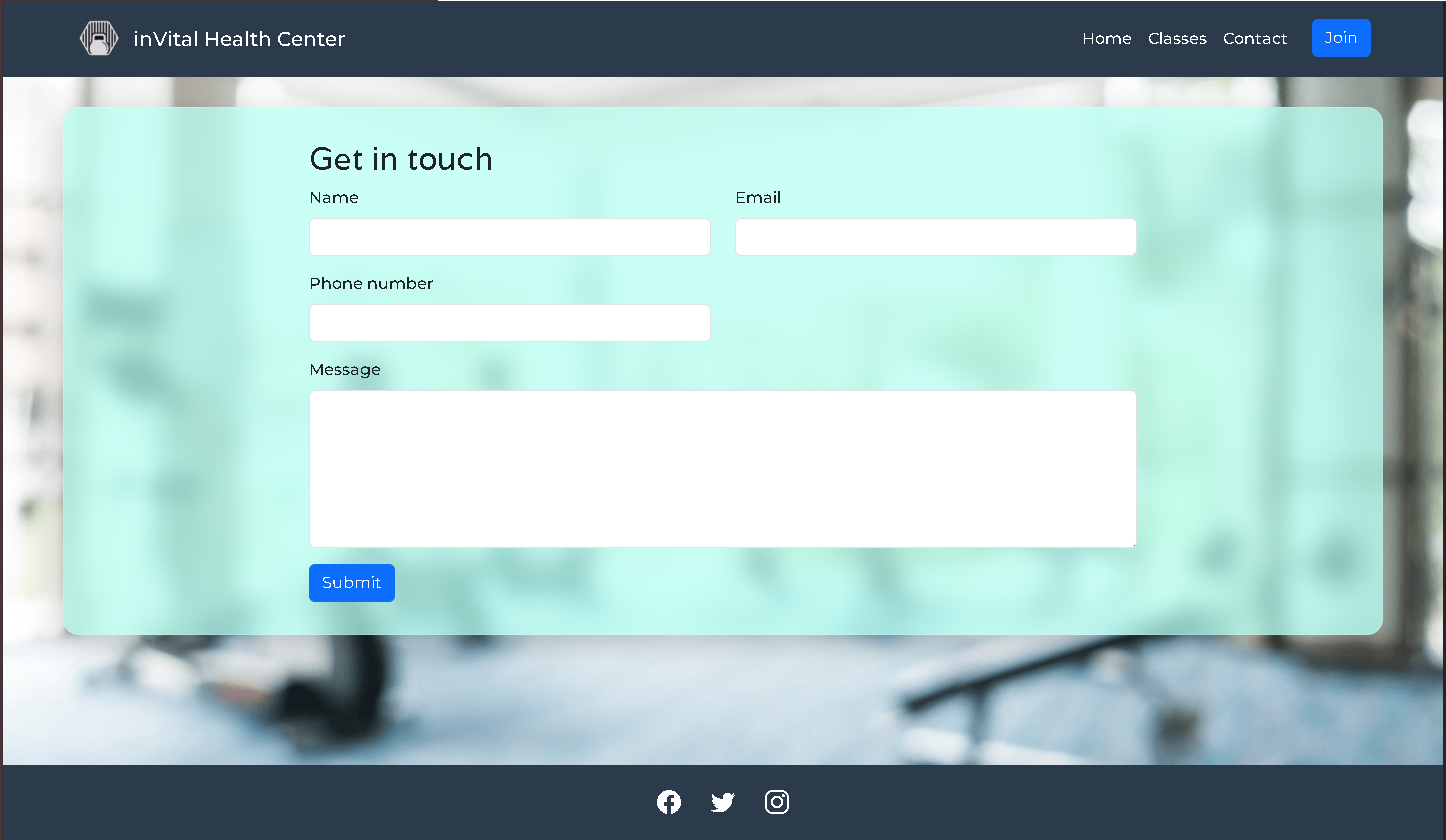 inVital Health Center
Home Classes Contact Join
Get in touch
Name Email
Phone number
Message
Submit